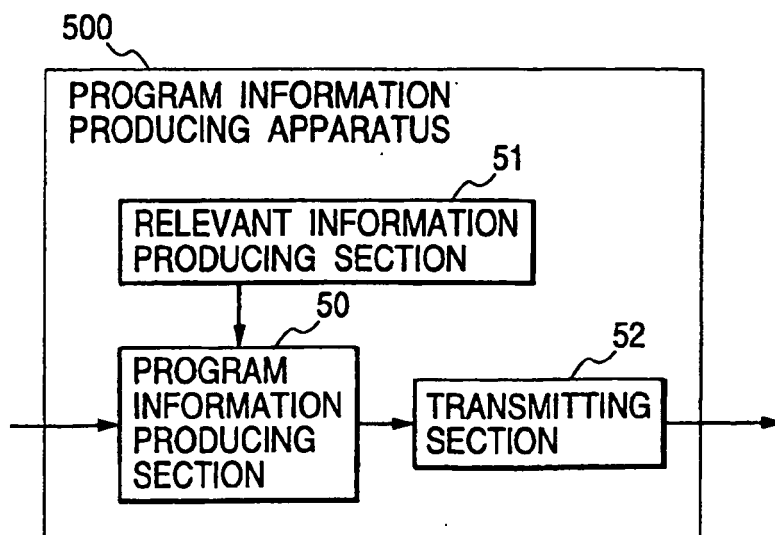 500
PROGRAM INFORMATION
PRODUCING APPARATUS
51
RELEVANT INFORMATION
PRODUCING SECTION
50
PROGRAM
INFORMATION
PRODUCING
SECTION
52
TRANSMITTING
SECTION